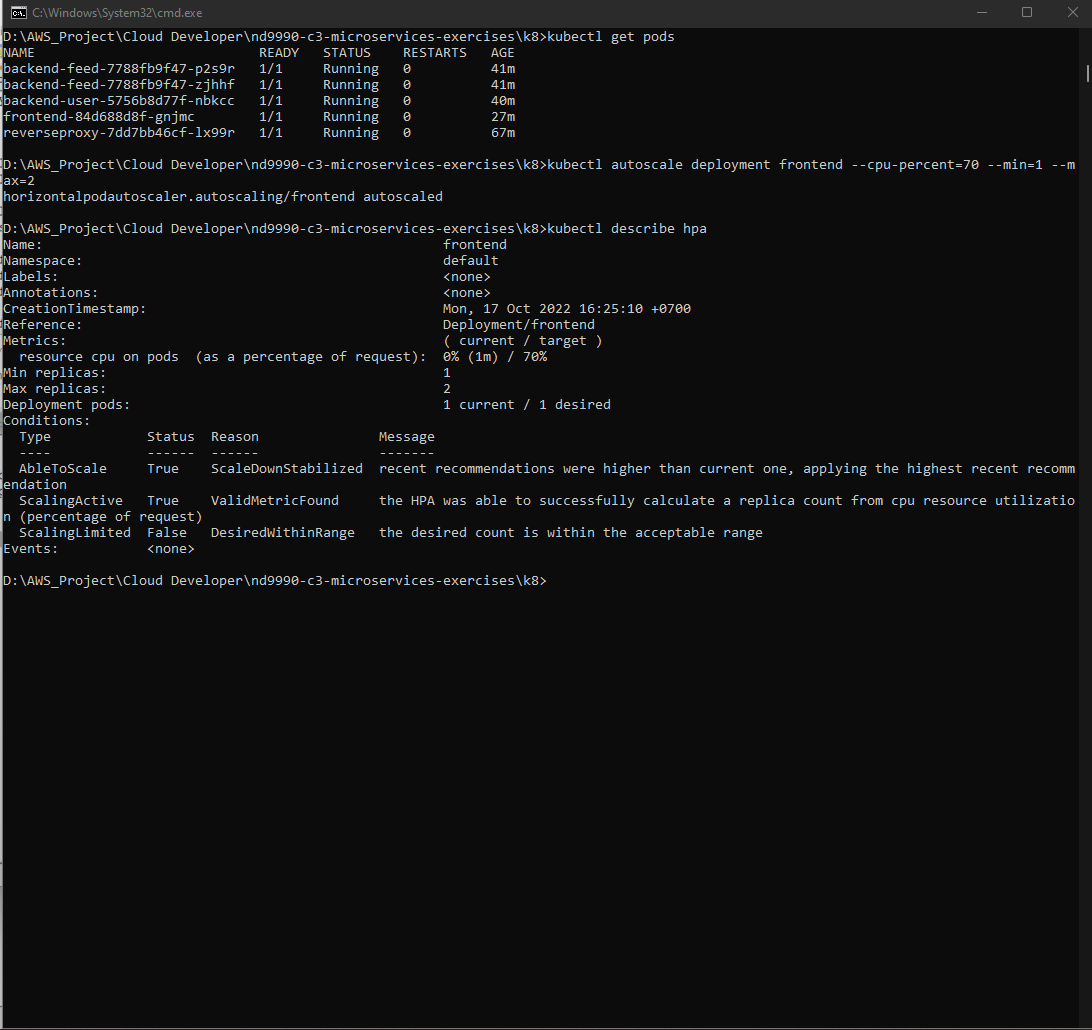 C:\Windows\System32\cmd.exe
D:\AWS_Project\Cloud Developer\nd9990-c3-microservices-exercises\k8>kubectl get pods
NAME                            READY   STATUS    RESTARTS   AGE
backend-feed-7788fb9f47-p2s9r   1/1     Running   0          41m
backend-feed-7788fb9f47-zjhhf   1/1     Running   0          41m
backend-user-5756b8d77f-nbkcc   1/1     Running   0          40m
frontend-84d688d8f-gnjmc        1/1     Running   0          27m
reverseproxy-7dd7bb46cf-lx99r   1/1     Running   0          67m
D:\AWS_Project\Cloud Developer\nd9990-c3-microservices-exercises\k8>kubectl autoscale deployment frontend --cpu-percent=70 --min=1 --m
ax=2
horizontalpodautoscaler.autoscaling/frontend autoscaled
D:\AWS_Project\Cloud Developer\nd9990-c3-microservices-exercises\k8>kubectl describe hpa
Name:                                                  frontend
Namespace:                                             default
Labels:                                                <none>
Annotations:                                           <none>
CreationTimestamp:                                     Mon, 17 Oct 2022 16:25:10 +0700
Reference:                                             Deployment/frontend
Metrics:                                               ( current / target )
  resource cpu on pods  (as a percentage of request):  0% (1m) / 70%
Min replicas:                                          1
Max replicas:                                          2
Deployment pods:                                       1 current / 1 desired
Conditions:
  Type            Status  Reason               Message
  ----            ------  ------               -------
  AbleToScale     True    ScaleDownStabilized  recent recommendations were higher than current one, applying the highest recent recomm
endation
  ScalingActive   True    ValidMetricFound     the HPA was able to successfully calculate a replica count from cpu resource utilizatio
n (percentage of request)
  ScalingLimited  False   DesiredWithinRange   the desired count is within the acceptable range
Events:           <none>
D:\AWS_Project\Cloud Developer\nd9990-c3-microservices-exercises\k8>